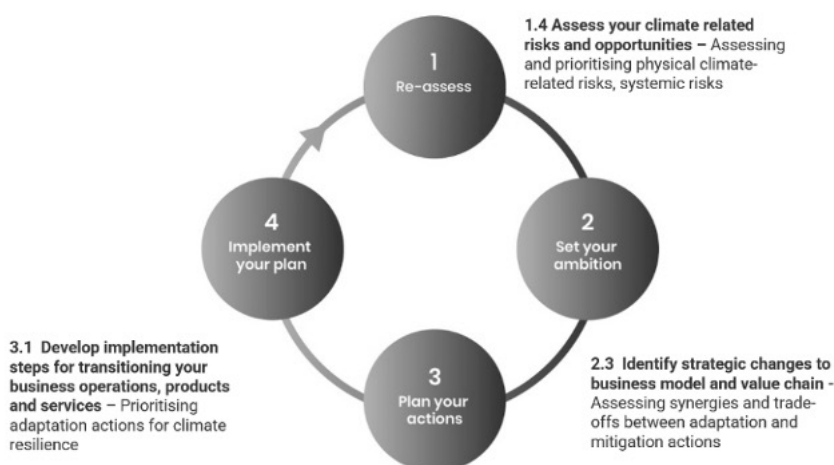 1
Re-assess
1.4 Assess your climate related
risks and opportunities – Assessing
and prioritising physical climate-
related risks, systemic risks
2
Set your
ambition
2.3 Identify strategic changes to
business model and value chain -
Assessing synergies and trade-
offs between adaptation and
mitigation actions
3
Plan your
actions
3.1 Develop implementation
steps for transitioning your
business operations, products
and services – Prioritising
adaptation actions for climate
resilience
4
Implement
your plan